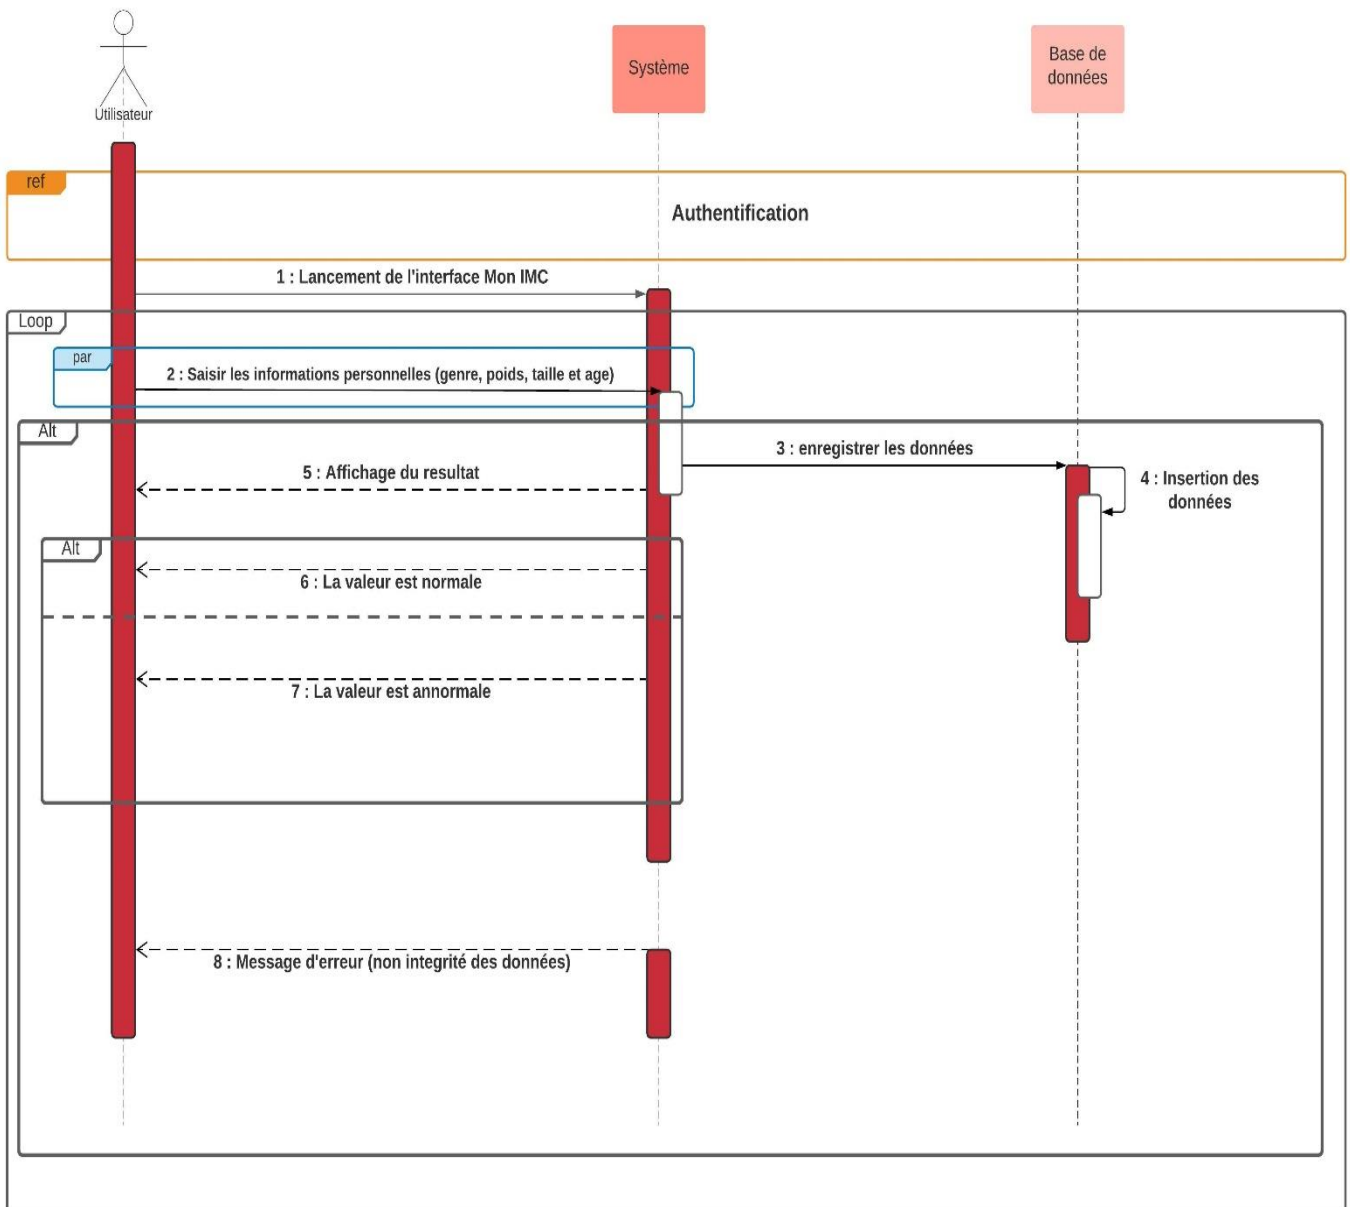 Utilisateur
Système
Base de
données
ref
Authentification
1 : Lancement de l'interface Mon IMC
Loop
par
2 : Saisir les informations personnelles (genre, poids, taille et age)
Alt
3 : enregistrer les données
5 : Affichage du resultat
4 : Insertion des
données
Alt
6 : La valeur est normale
7 : La valeur est annormale
8 : Message d'erreur (non integrité des données)